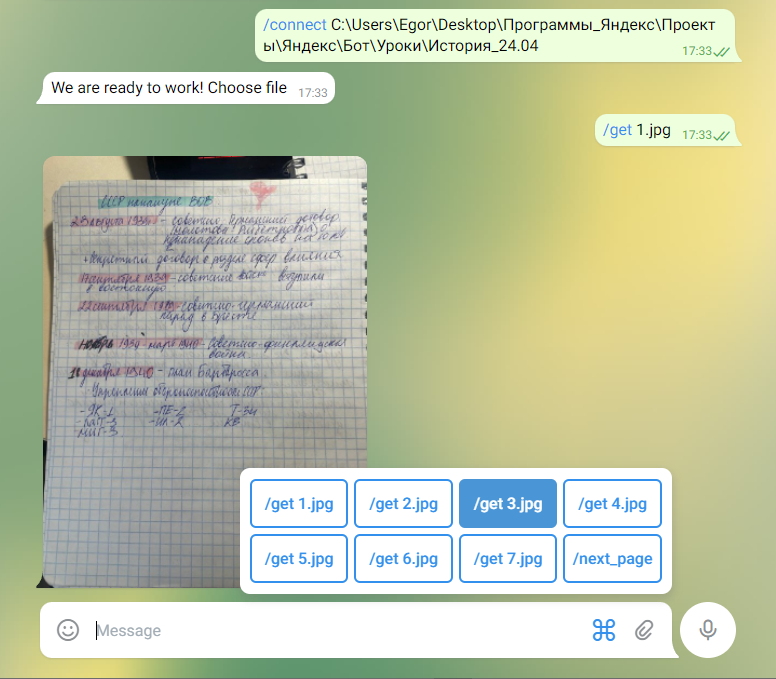 /connect C:\Users\Egor\Desktop\Программы_Яндекс\Проект
ы\Яндекс\Бот\Уроки\История_24.04
17:33
We are ready to work! Choose file
17:33
/get 1.jpg
17:33
СССР накануне ВОВ
23 августа 1939 - советско германский договор
Молотова Риббентропа о
ненападение сроком на 10 лет
Секретный договор о разделе сфер влияния
17 сентября 1939 - советские войска
в восточную
22 сентября 1939 - советско-германский
парад в Бресте
ноябрь 1939 - март 1940 - Советско-финляндская
война
18 декабря 1940 - план Барбаросса.
Укрепление обороноспособности СССР:
- ЯК-1 - ПЕ-2 Т-34
- ЛаГГ-3 - ИЛ-2 КВ
- МиГ-3
/get 1.jpg
/get 2.jpg
/get 3.jpg
/get 4.jpg
/get 5.jpg
/get 6.jpg
/get 7.jpg
/next_page
Message